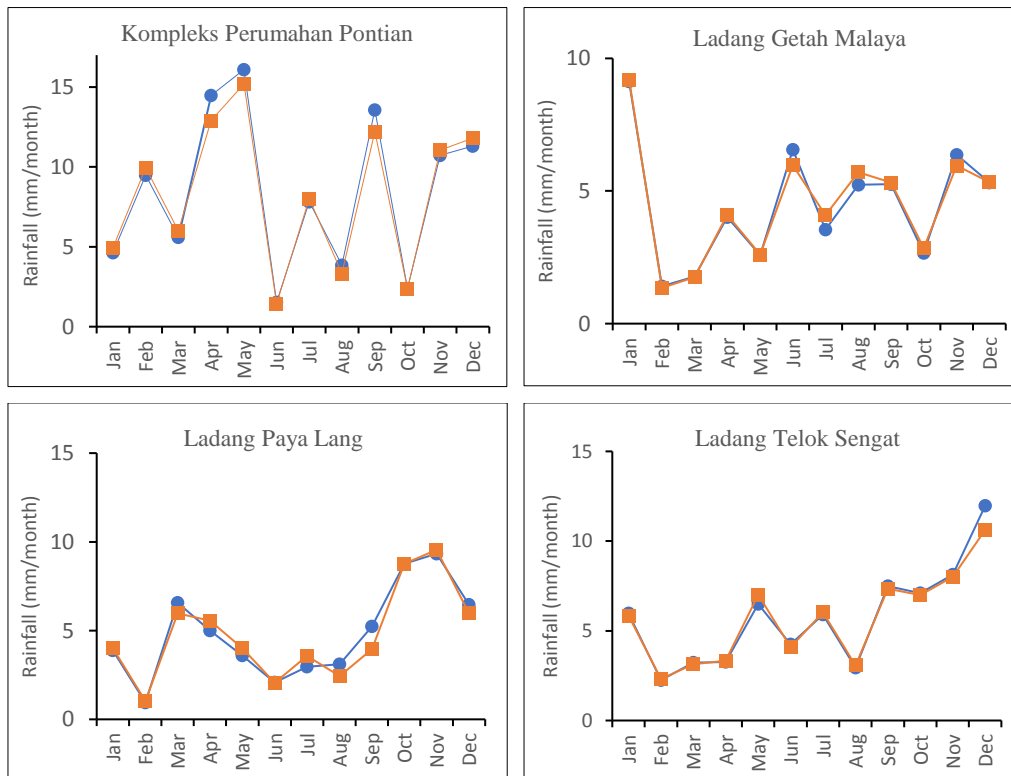 Kompleks Perumahan Pontian
Rainfall (mm/month)
15
10
5
0
Jan Feb Mar Apr May Jun Jul Aug Sep Oct Nov Dec
Ladang Getah Malaya
Rainfall (mm/month)
10
5
0
Jan Feb Mar Apr May Jun Jul Aug Sep Oct Nov Dec
Ladang Paya Lang
Rainfall (mm/month)
15
10
5
0
Jan Feb Mar Apr May Jun Jul Aug Sep Oct Nov Dec
Ladang Telok Sengat
Rainfall (mm/month)
15
10
5
0
Jan Feb Mar Apr May Jun Jul Aug Sep Oct Nov Dec